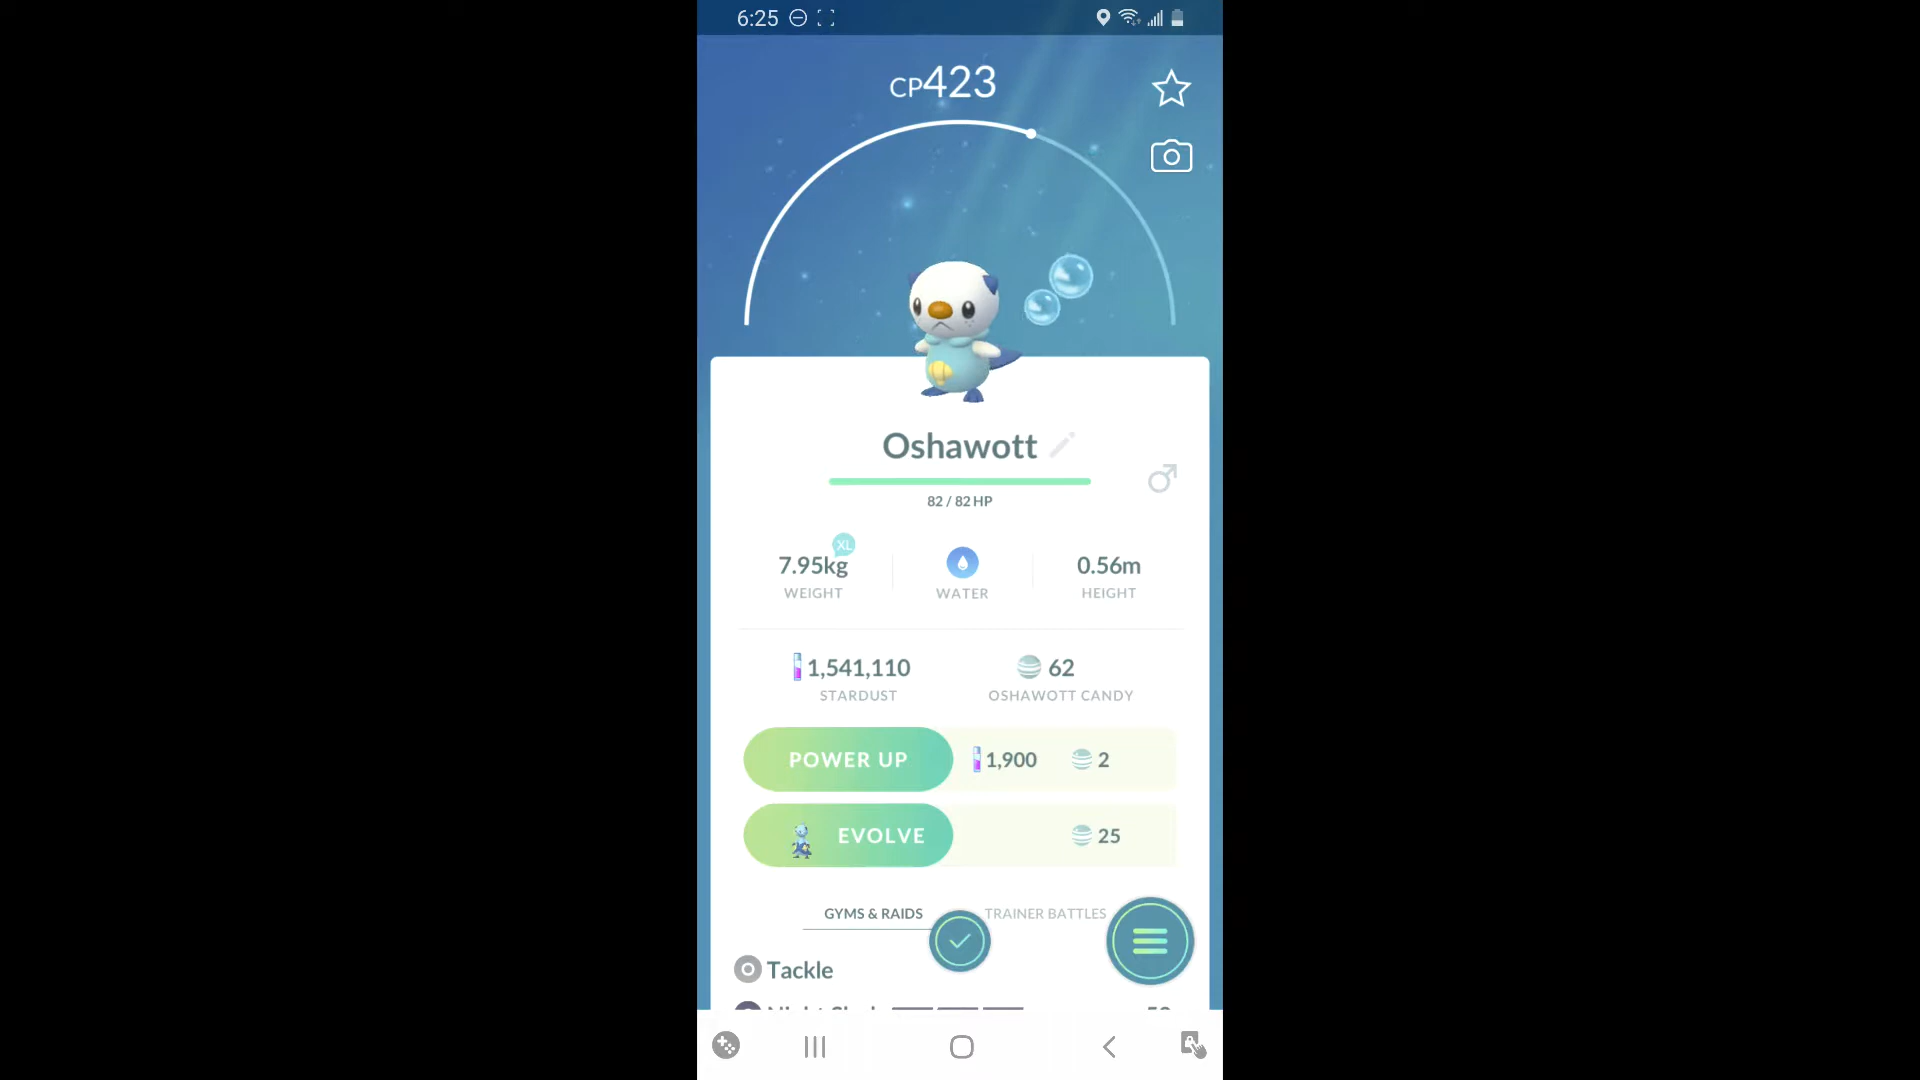 6:25
CP423
Oshawott
82 / 82 HP
XL
7.95kg
WEIGHT
WATER
0.56m
HEIGHT
1,541,110
STARDUST
62
OSHAWOTT CANDY
POWER UP 1,900 2
EVOLVE 25
GYMS & RAIDS
TRAINER BATTLES
Tackle